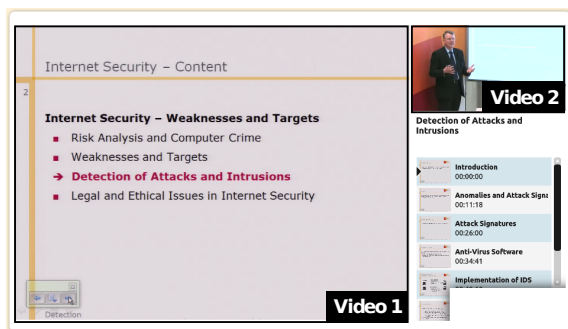 Internet Security – Content
2
Internet Security – Weaknesses and Targets
Risk Analysis and Computer Crime
Weaknesses and Targets
➔ Detection of Attacks and Intrusions
Legal and Ethical Issues in Internet Security
Detection
Video 1
Video 2
Detection of Attacks and
Intrusions
Introduction
00:00:00
Anomalies and Attack Signa
00:11:18
Attack Signatures
00:26:00
Anti-Virus Software
00:34:41
Implementation of IDS